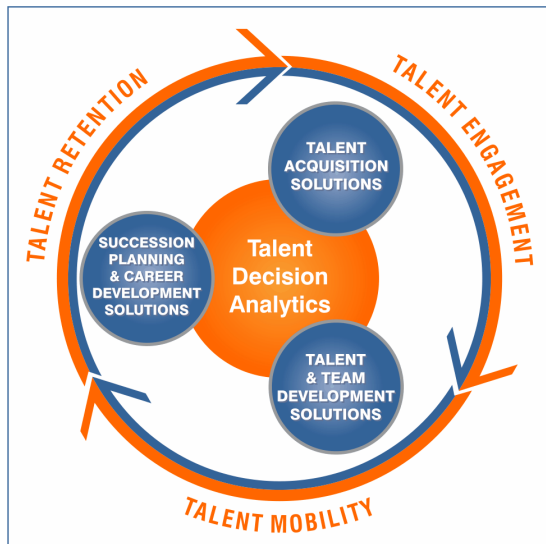 TALENT RETENTION
TALENT ENGAGEMENT
TALENT
ACQUISITION
SOLUTIONS
SUCCESSION
PLANNING
& CAREER
DEVELOPMENT
SOLUTIONS
Talent
Decision
Analytics
TALENT
& TEAM
DEVELOPMENT
SOLUTIONS
TALENT MOBILITY